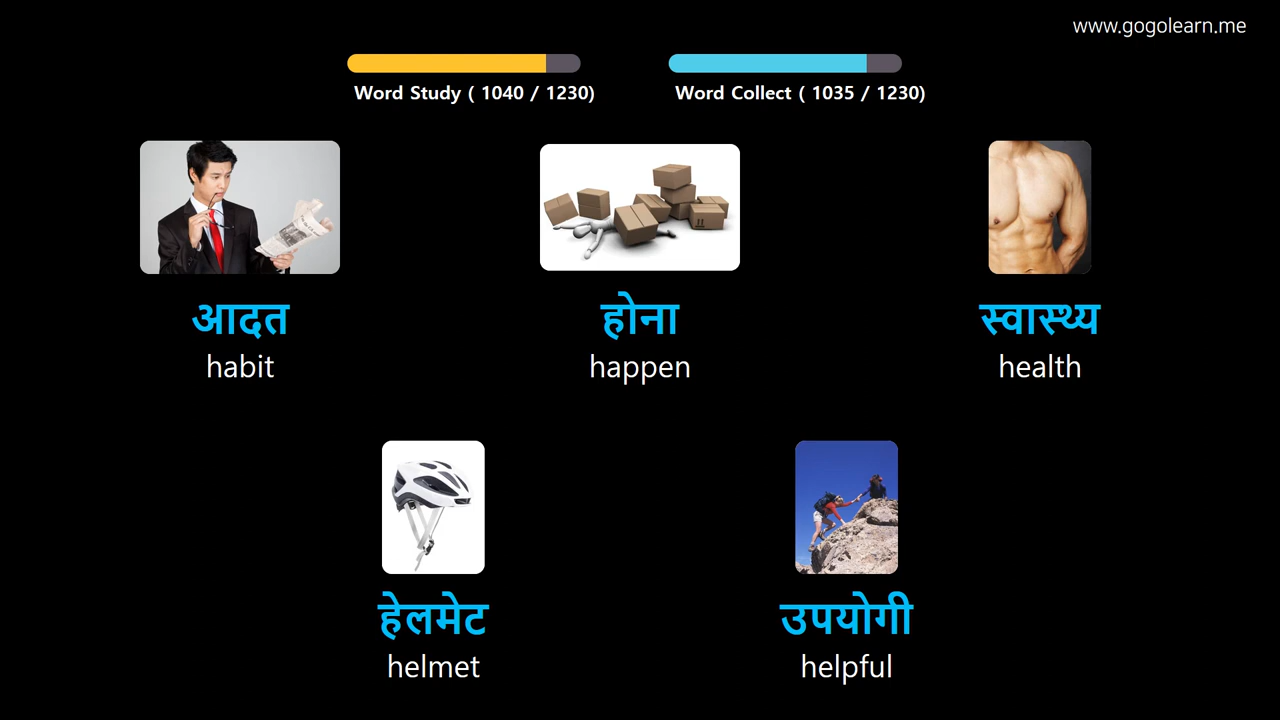 www.gogolearn.me
Word Study ( 1040 / 1230)
Word Collect ( 1035 / 1230)
आदत
habit
होना
happen
स्वास्थ्य
health
हेलमेट
helmet
उपयोगी
helpful